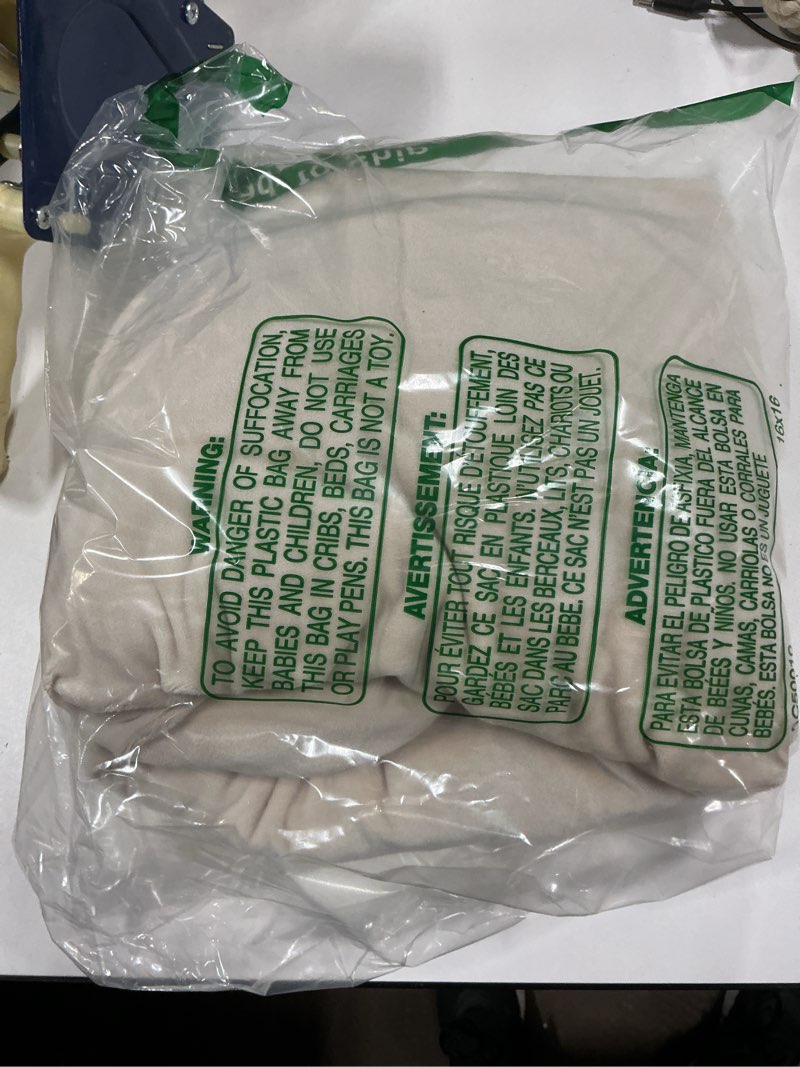 WARNING:
TO AVOID DANGER OF SUFFOCATION,
KEEP THIS PLASTIC BAG AWAY FROM
BABIES AND CHILDREN, DO NOT USE
THIS BAG IN CRIBS, BEDS, CARRIAGES
OR PLAY PENS. THIS BAG IS NOT A TOY.
AVERTISSEMENT:
POUR ÉVITER TOUT RISQUE D'ÉTOUFFEMENT,
GARDEZ CE SAC EN PLASTIQUE LOIN DES
BÉBÉS ET LES ENFANTS. N'UTILISEZ PAS CE
SAC DANS LES BERCEAUX, LITS, CHARIOTS OU
PARC AU BEBE. CE SAC N'EST PAS UN JOUET.
ADVERTENCIA:
PARA EVITAR EL PELIGRO DE ASFIXIA, MANTENGA
ESTA BOLSA DE PLASTICO FUERA DEL ALCANCE
DE BEÉES Y NIÑOS. NO USAR ESTA BOLSA EN
CUNAS, CAMAS, CARRIOLAS O CORRALES PARA
BEBÉS. ESTA BOLSA NO ES UN JUGUETE
16x16